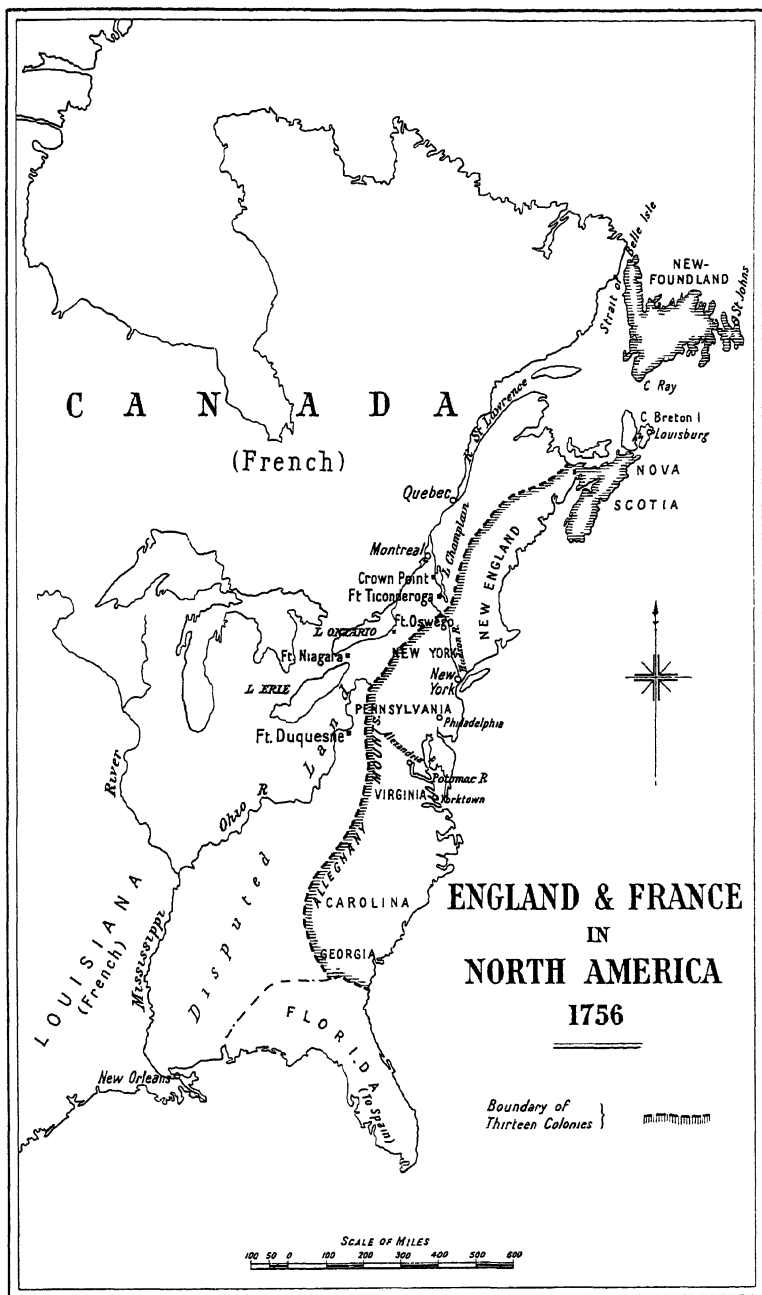 Strait of Belle Isle
NEW-
FOUNDLAND
St Johns
C Ray
CANADA
(French)
R St Lawrence
C Breton I
Louisburg
NOVA
SCOTIA
Quebec
L Champlain
Montreal
Crown Point
Ft Ticonderoga
NEW ENGLAND
L ONTARIO
Ft. Oswego
Ft. Niagara
NEW YORK
Hudson R.
L ERIE
New
York
PENNSYLVANIA
Philadelphia
Ft. Duquesne
Alexandria
Potomac R
VIRGINIA
Yorktown
Ohio R
Mississippi River
ALLEGHANY MOUNTS
Disputed Land
LOUISIANA
(French)
CAROLINA
GEORGIA
FLORIDA
(To Spain)
New Orleans
ENGLAND & FRANCE
IN
NORTH AMERICA
1756
Boundary of
Thirteen Colonies
SCALE OF MILES
100 50 0 100 200 300 400 500 600